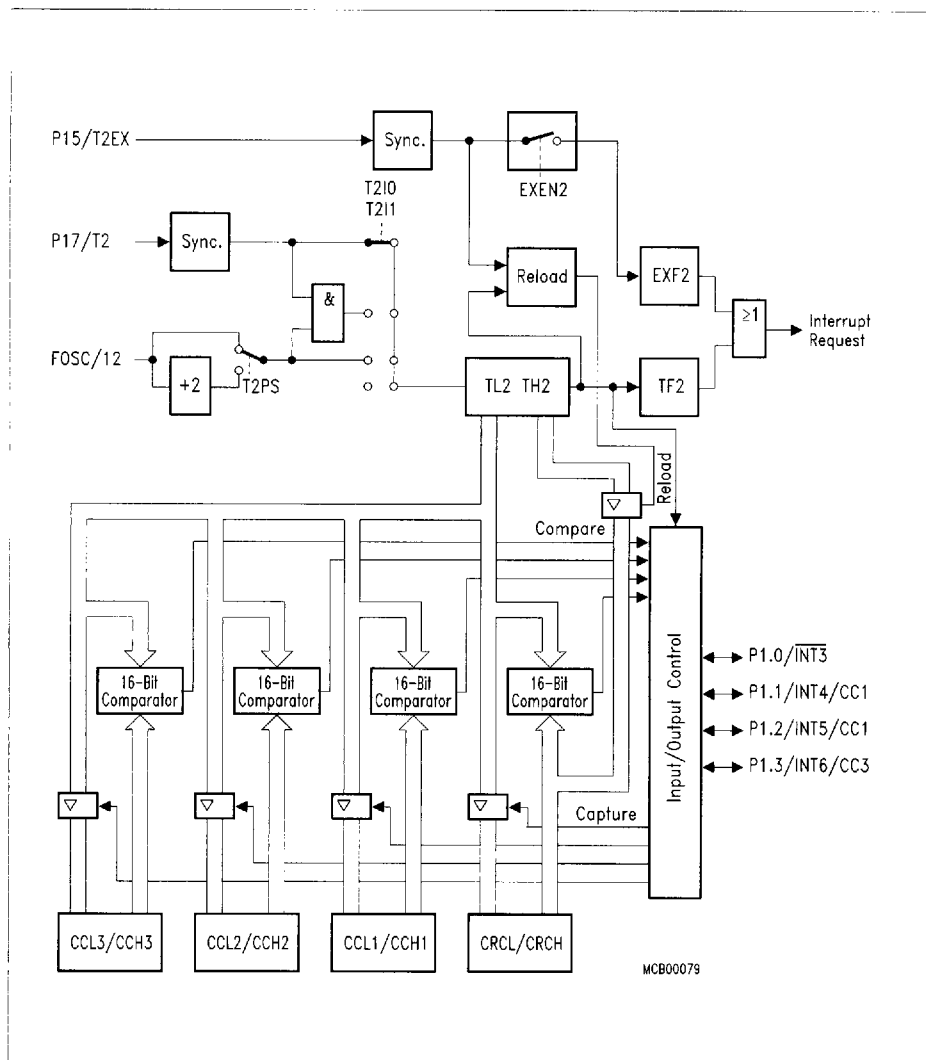 P15/T2EX
Sync.
EXEN2
T2I0
T2I1
P17/T2
Sync.
Reload
EXF2
&
≥1
Interrupt
Request
FOSC/12
+2
T2PS
TL2 TH2
TF2
Reload
▽
Compare
16-Bit
Comparator
16-Bit
Comparator
16-Bit
Comparator
16-Bit
Comparator
Input/Output Control
P1.0/I̅N̅T̅3̅
P1.1/INT4/CC1
P1.2/INT5/CC1
P1.3/INT6/CC3
▽
▽
▽
▽
Capture
CCL3/CCH3
CCL2/CCH2
CCL1/CCH1
CRCL/CRCH
MCB00079